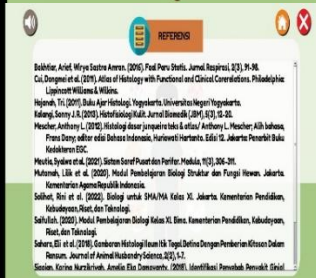 REFERENSI
Bakhtiar, Arief, Wirya Sastra Amran. (2016). Faal Paru Statis. Jurnal Respirasi, 2(3), 91-98.
Cui, Dongmei et al. (2011). Atlas of Histology with Functional and Clinical Correlations. Philadelphia:
Lippincott Williams & Wilkins.
Hajanah, Tri. (2011). Buku Ajar Histologi. Yogyakarta. Universitas Negeri Yogyakarta.
Kalangi, Sonny J.R. (2013). Histofisiologi Kulit. Jurnal Biomedik (JBM), 5(3), 12-20.
Mescher, Anthony L. (2012). Histologi dasar junqueira teks & atlas/ Anthony L. Mescher; Alih bahasa,
Frans Dany; editor edisi Bahasa Indonesia, Huriawati Hartanto. Edisi 12. Jakarta: Penerbit Buku
Kedokteran EGC.
Meutia, Syalwa et al. (2021). Sistem Saraf Pusat dan Perifer. Medula, 11(3), 306-311.
Mutanah, Lilik et al. (2020). Modul Pembelajaran Biologi Struktur dan Fungsi Hewan. Jakarta.
Kementerian Agama Republik Indonesia.
Solihat, Rini et al. (2022). Biologi untuk SMA/MA Kelas XI. Jakarta. Kementerian Pendidikan,
Kebudayaan, Riset, dan Teknologi.
Saifullah. (2020). Modul Pembelajaran Biologi Kelas XI. Bima. Kementerian Pendidikan, Kebudayaan,
Riset, dan Teknologi.
Sahara, Eli et al. (2018). Gambaran Histologi Ileum Itik Tegal Betina Dengan Pemberian Kitosan Dalam
Ransum. Journal of Animal Husbandry Science, 2(2), 1-7.